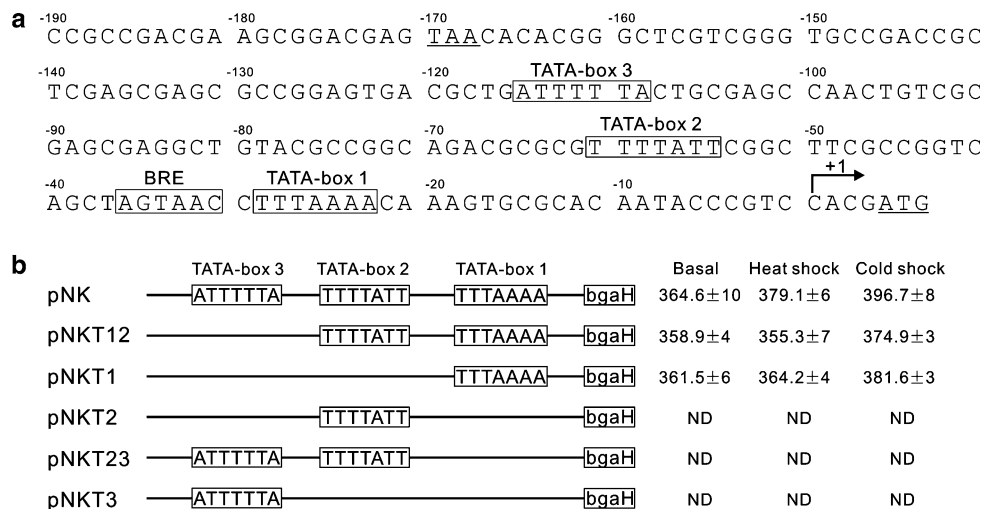 a
-190 -180 -170 -160 -150
CCGCCGACGA AGCGGACGAG TAACACACGG GCTCGTCGGG TGCCGACCGC
-140 -130 -120 TATA-box 3 -100
TCGAGCGAGC GCCGGAGTGA CGCTGATTTT TACTGCGAGC CAACTGTCGC
-90 -80 -70 TATA-box 2 -50
GAGCGAGGCT GTACGCCGGC AGACGCGCGT TTTATTCGGC TTCGCCGGTC
-40 BRE TATA-box 1 -20 -10 +1
AGCTAGTAAC CTTTAAAACA AAGTGCGCAC AATACCCGTC CACGATG
b
TATA-box 3 TATA-box 2 TATA-box 1 Basal Heat shock Cold shock
pNK ATTTTTA TTTTATT TTTAAAA bgaH 364.6±10 379.1±6 396.7±8
pNKT12 TTTTATT TTTAAAA bgaH 358.9±4 355.3±7 374.9±3
pNKT1 TTTAAAA bgaH 361.5±6 364.2±4 381.6±3
pNKT2 TTTTATT bgaH ND ND ND
pNKT23 ATTTTTA TTTTATT bgaH ND ND ND
pNKT3 ATTTTTA bgaH ND ND ND